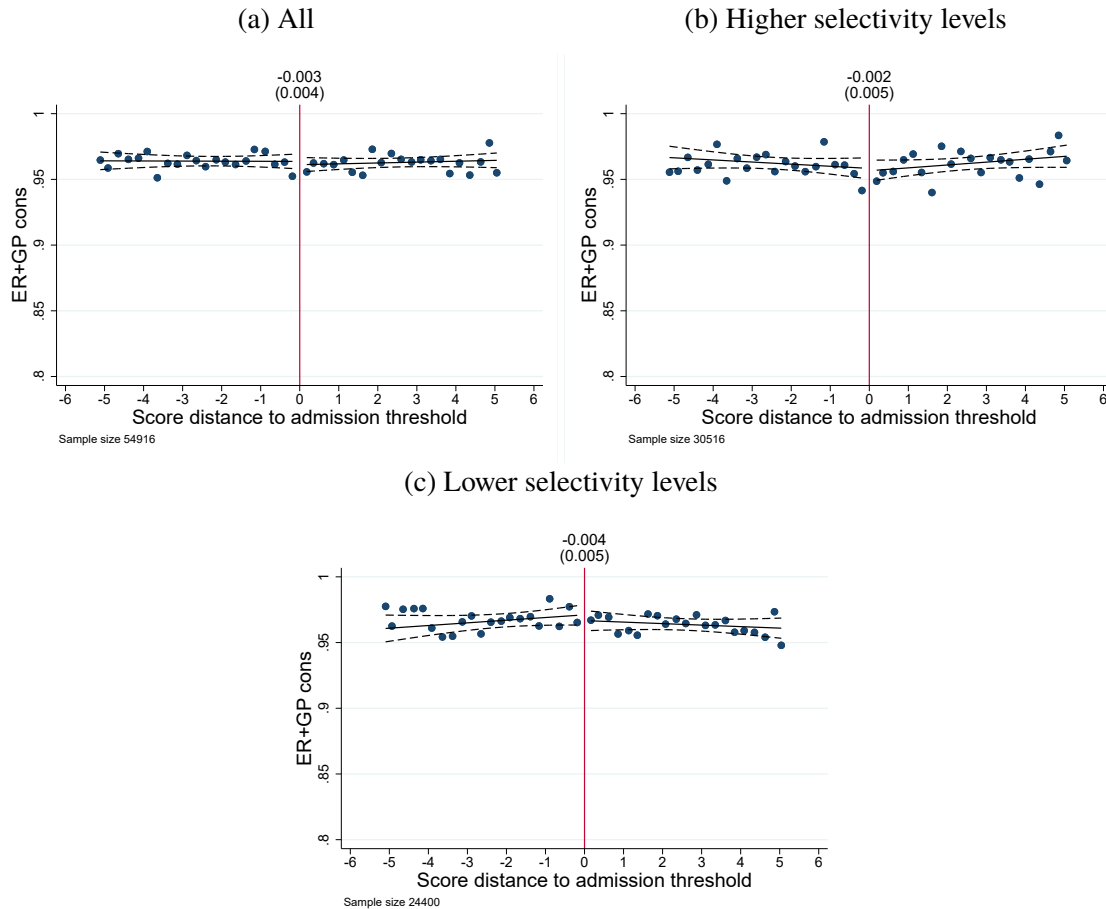 (a) All
-0.003
(0.004)
ER+GP cons
1
.95
.9
.85
.8
-6 -5 -4 -3 -2 -1 0 1 2 3 4 5 6
Score distance to admission threshold
Sample size 54916
(b) Higher selectivity levels
-0.002
(0.005)
ER+GP cons
1
.95
.9
.85
.8
-6 -5 -4 -3 -2 -1 0 1 2 3 4 5 6
Score distance to admission threshold
Sample size 30516
(c) Lower selectivity levels
-0.004
(0.005)
ER+GP cons
1
.95
.9
.85
.8
-6 -5 -4 -3 -2 -1 0 1 2 3 4 5 6
Score distance to admission threshold
Sample size 24400